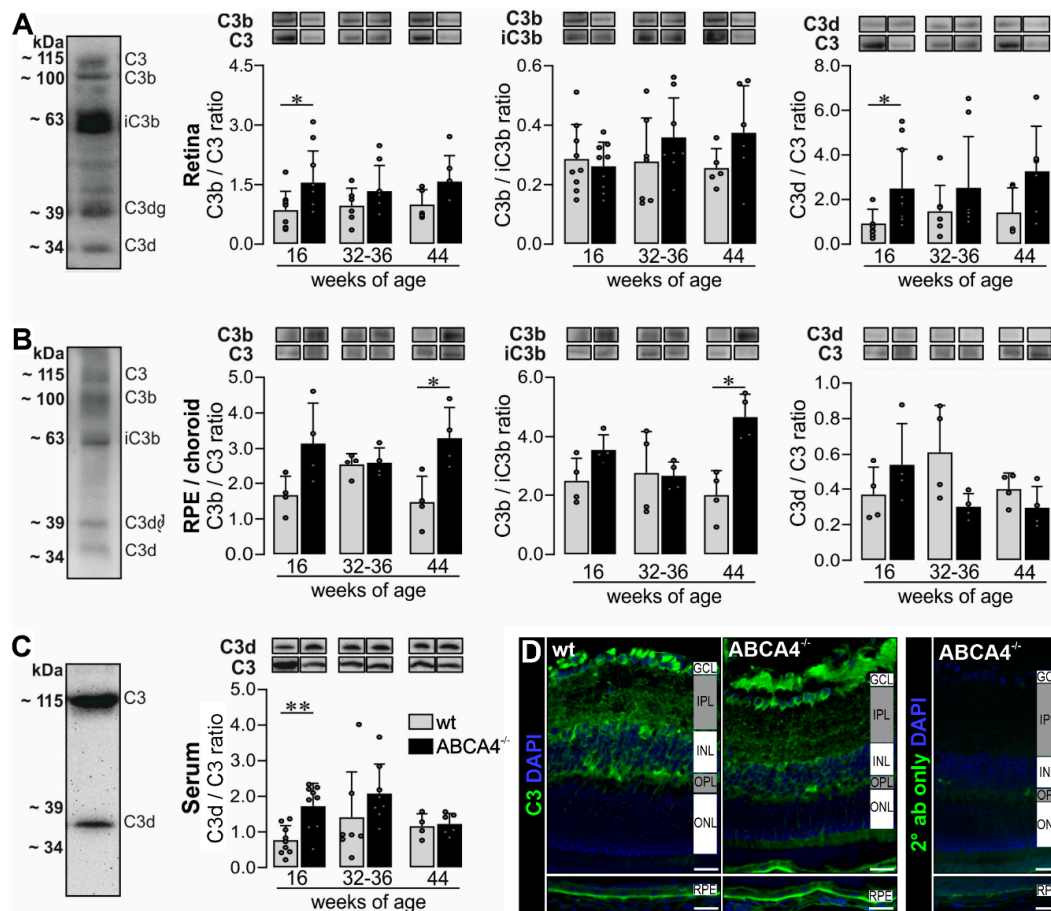 A
kDa
~ 115
~ 100
~ 63
~ 39
~ 34
C3
C3b
iC3b
C3dg
C3d
Retina
C3b
C3
C3b / C3 ratio
4.5
3.0
1.5
0.0
*
16 32-36 44
weeks of age
C3b
iC3b
C3b / iC3b ratio
0.6
0.4
0.2
0.0
16 32-36 44
weeks of age
C3d
C3
C3d / C3 ratio
8.0
6.0
4.0
2.0
0.0
*
16 32-36 44
weeks of age
B
kDa
~ 115
~ 100
~ 63
~ 39
~ 34
C3
C3b
iC3b
C3dg
C3d
RPE / choroid
C3b
C3
C3b / C3 ratio
5.0
4.0
3.0
2.0
1.0
0.0
*
16 32-36 44
weeks of age
C3b
iC3b
C3b / iC3b ratio
6.0
4.0
2.0
0.0
*
16 32-36 44
weeks of age
C3d
C3
C3d / C3 ratio
1.0
0.8
0.6
0.4
0.2
0.0
16 32-36 44
weeks of age
C
kDa
~ 115
~ 39
~ 34
C3
C3d
Serum
C3d
C3
C3d / C3 ratio
5.0
4.0
3.0
2.0
1.0
0.0
**
wt
ABCA4-/-
16 32-36 44
weeks of age
D
C3 DAPI
wt
GCL
IPL
INL
OPL
ONL
RPE
ABCA4-/-
GCL
IPL
INL
OPL
ONL
RPE
2° ab only DAPI
ABCA4-/-
GC
IPL
IN
OP
ON
RPE